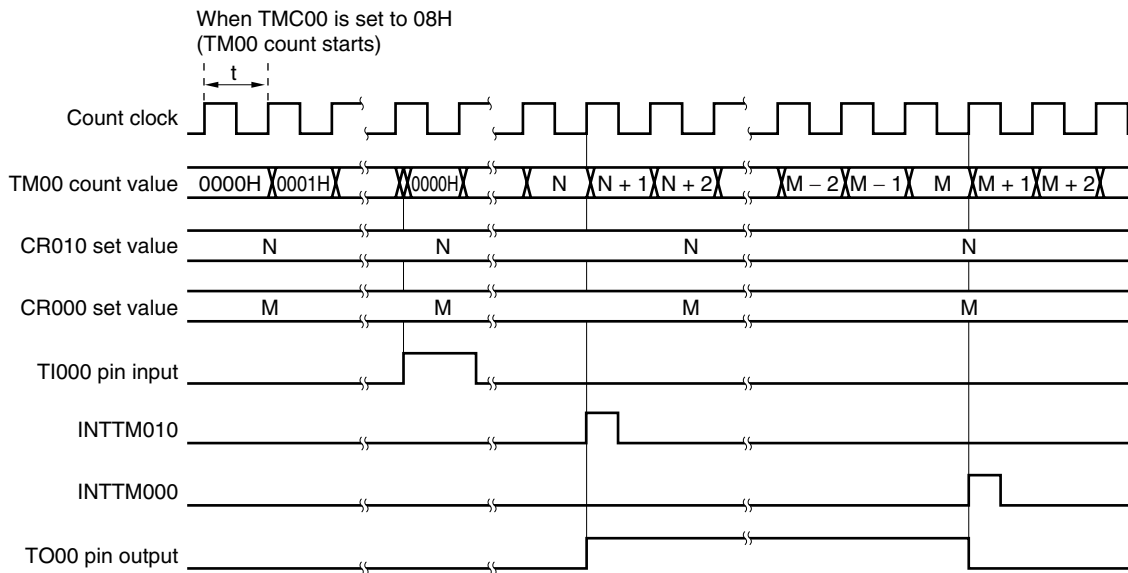 When TMC00 is set to 08H
(TM00 count starts)
t
Count clock
TM00 count value 0000H 0001H 0000H N N + 1 N + 2 M − 2 M − 1 M M + 1 M + 2
CR010 set value N N N N
CR000 set value M M M M
TI000 pin input
INTTM010
INTTM000
TO00 pin output